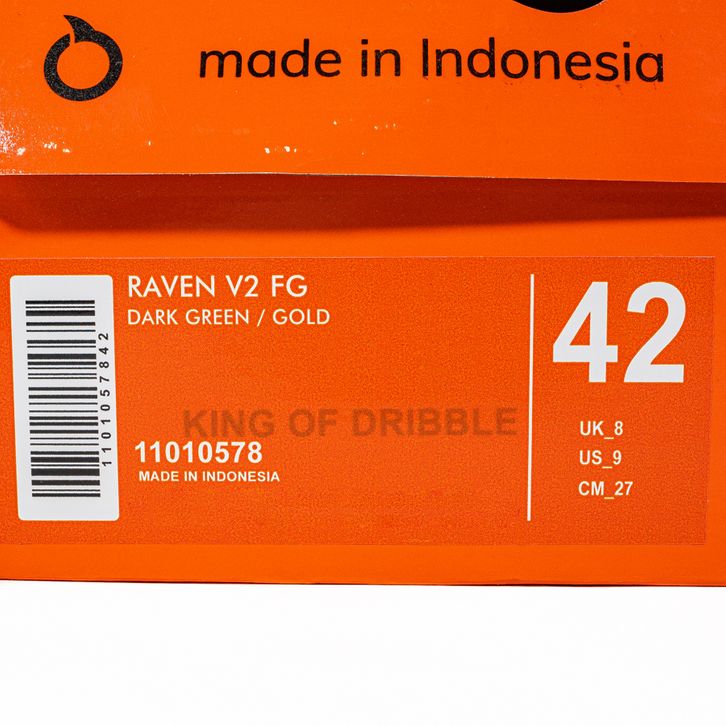 made in Indonesia
RAVEN V2 FG
DARK GREEN / GOLD
KING OF DRIBBLE
11010578
MADE IN INDONESIA
1101057842
42
UK_8
US_9
CM_27